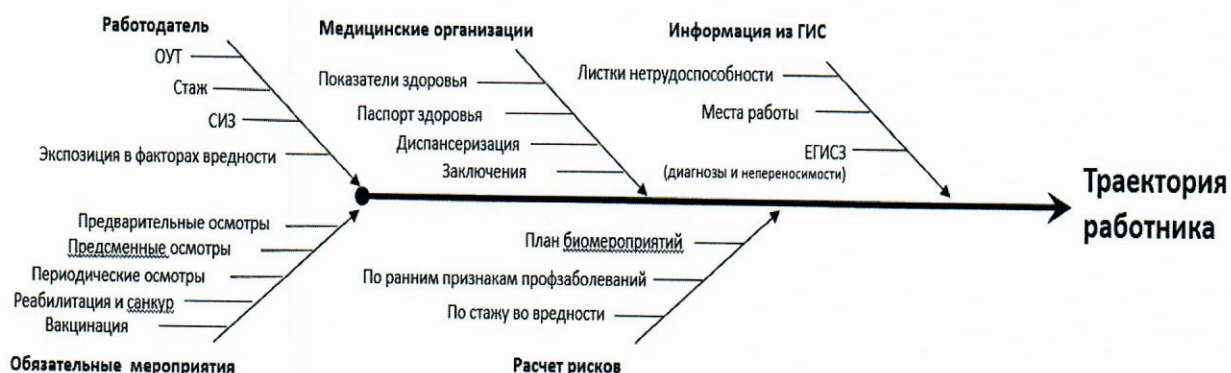 Работодатель
ОУТ
Стаж
СИЗ
Экспозиция в факторах вредности
Медицинские организации
Показатели здоровья
Паспорт здоровья
Диспансеризация
Заключения
Информация из ГИС
Листки нетрудоспособности
Места работы
ЕГИСЗ
(диагнозы и непереносимости)
Траектория
работника
Предварительные осмотры
Предсменные осмотры
Периодические осмотры
Реабилитация и санкур
Вакцинация
Обязательные мероприятия
План биомероприятий
По ранним признакам профзаболеваний
По стажу во вредности
Расчет рисков